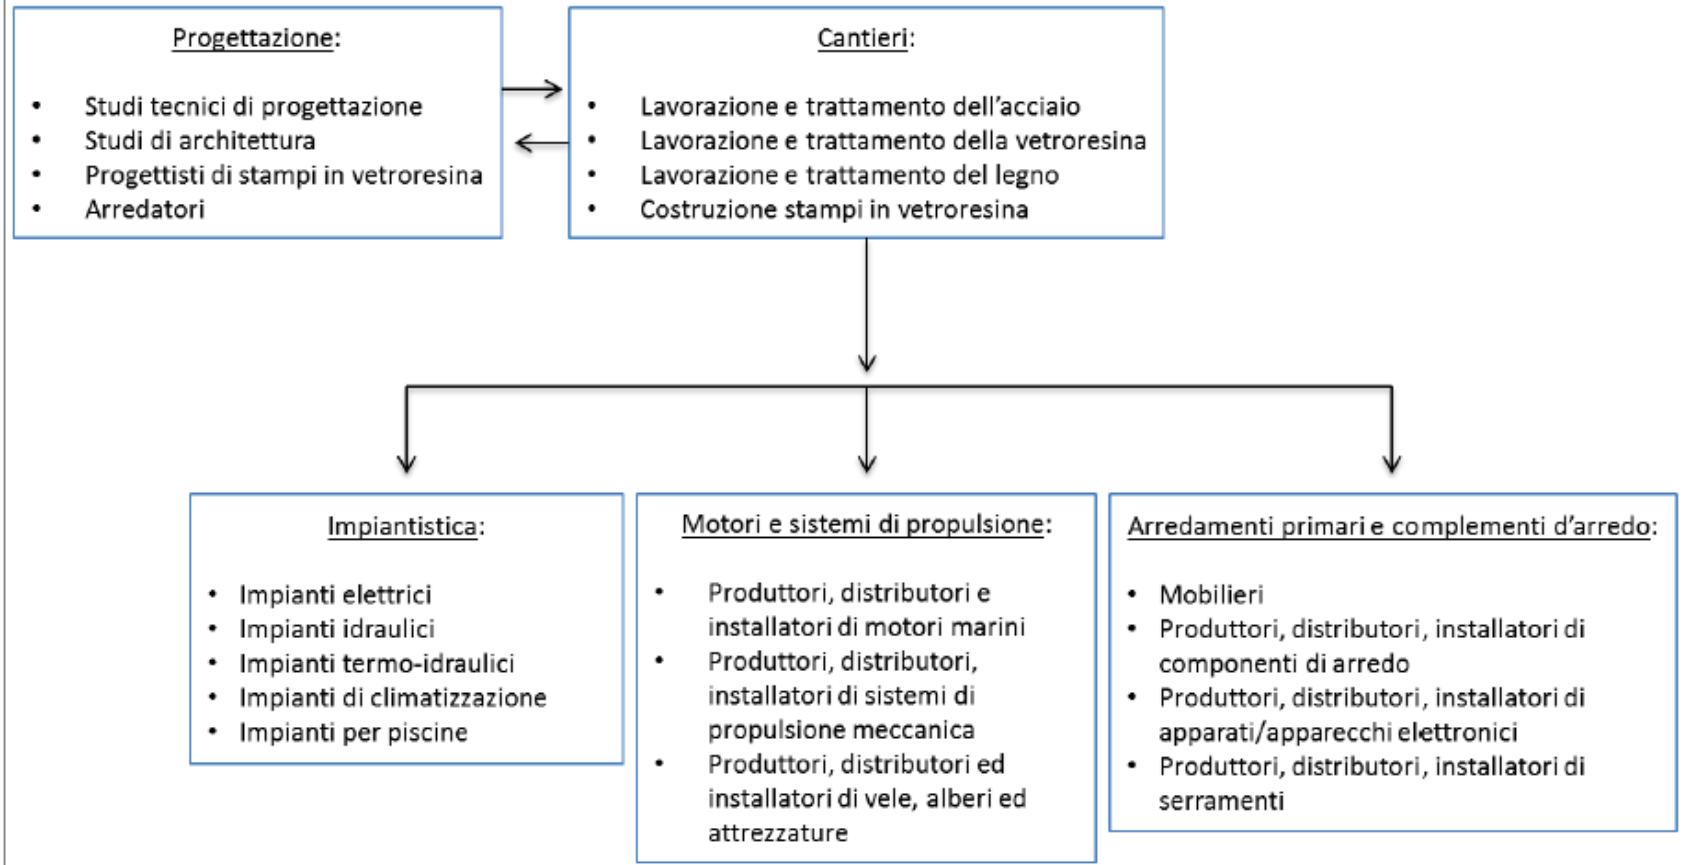 Progettazione:
• Studi tecnici di progettazione
• Studi di architettura
• Progettisti di stampi in vetroresina
• Arredatori
Cantieri:
• Lavorazione e trattamento dell'acciaio
• Lavorazione e trattamento della vetroresina
• Lavorazione e trattamento del legno
• Costruzione stampi in vetroresina
Impiantistica:
• Impianti elettrici
• Impianti idraulici
• Impianti termo-idraulici
• Impianti di climatizzazione
• Impianti per piscine
Motori e sistemi di propulsione:
• Produttori, distributori e
installatori di motori marini
• Produttori, distributori,
installatori di sistemi di
propulsione meccanica
• Produttori, distributori ed
installatori di vele, alberi ed
attrezzature
Arredamenti primari e complementi d'arredo:
• Mobilieri
• Produttori, distributori, installatori di
componenti di arredo
• Produttori, distributori, installatori di
apparati/apparecchi elettronici
• Produttori, distributori, installatori di
serramenti